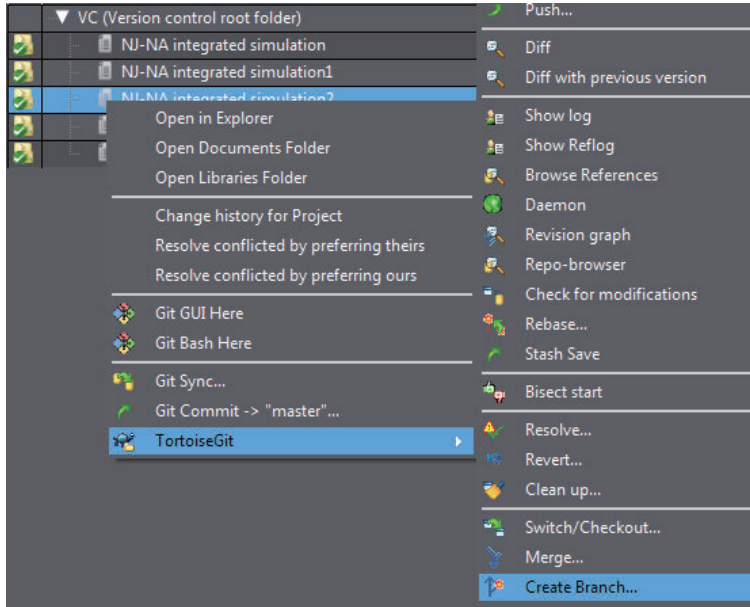 VC (Version control root folder)
NJ-NA integrated simulation
NJ-NA integrated simulation1
NJ-NA integrated simulation2
Open in Explorer
Open Documents Folder
Open Libraries Folder
Change history for Project
Resolve conflicted by preferring theirs
Resolve conflicted by preferring ours
Git GUI Here
Git Bash Here
Git Sync...
Git Commit -> "master"...
TortoiseGit
Push...
Diff
Diff with previous version
Show log
Show Reflog
Browse References
Daemon
Revision graph
Repo-browser
Check for modifications
Rebase...
Stash Save
Bisect start
Resolve...
Revert...
Clean up...
Switch/Checkout...
Merge...
Create Branch...